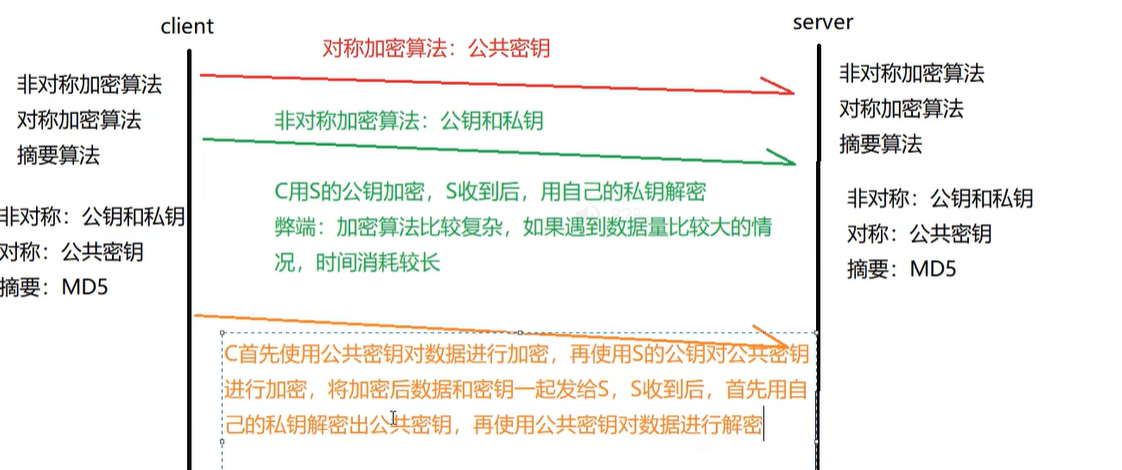 client
server
对称加密算法：公共密钥
非对称加密算法
对称加密算法
摘要算法
非对称加密算法
对称加密算法
摘要算法
非对称加密算法：公钥和私钥
C用S的公钥加密，S收到后，用自己的私钥解密
弊端：加密算法比较复杂，如果遇到数据量比较大的情
况，时间消耗较长
非对称：公钥和私钥
对称：公共密钥
摘要：MD5
非对称：公钥和私钥
对称：公共密钥
摘要：MD5
C首先使用公共密钥对数据进行加密，再使用S的公钥对公共密钥
进行加密，将加密后数据和密钥一起发给S，S收到后，首先用自
己的私钥解密出公共密钥，再使用公共密钥对数据进行解密